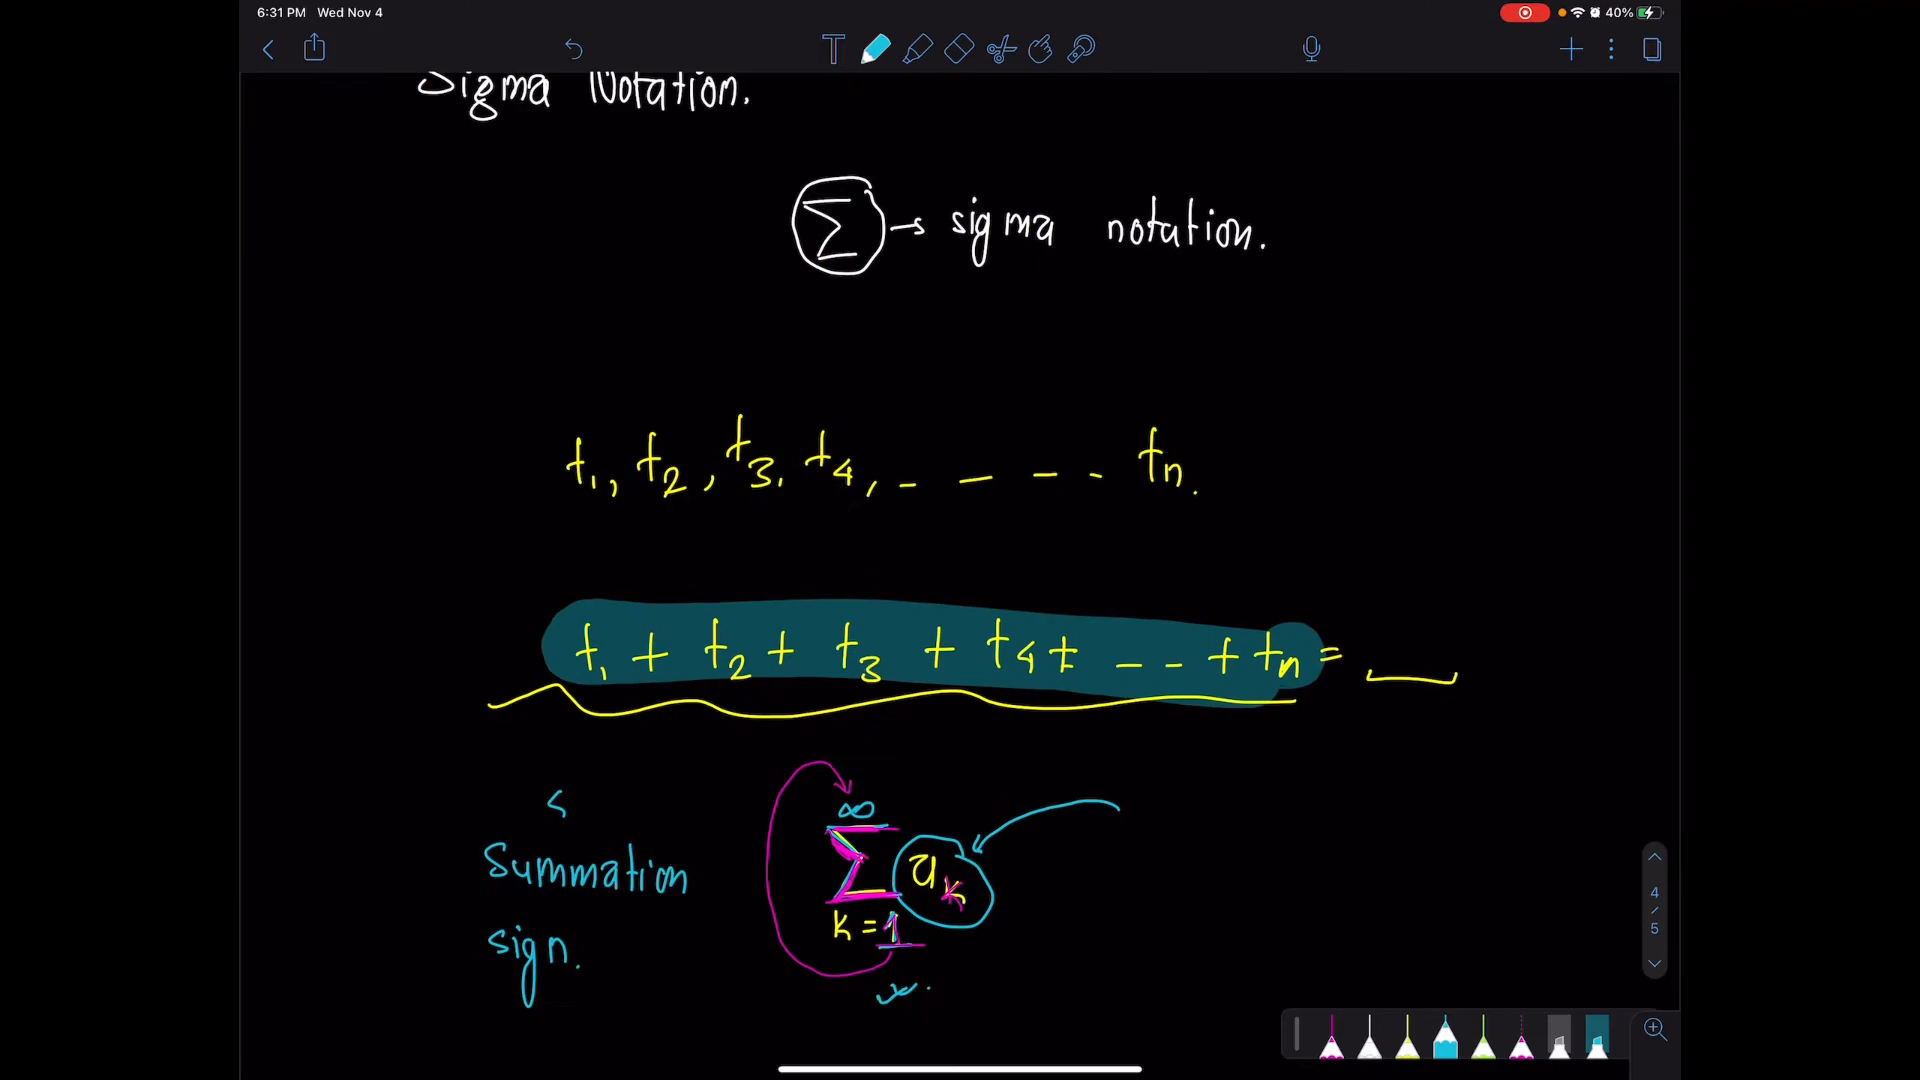 6:31 PM Wed Nov 4 40%
Sigma Notation.
Σ → sigma notation.
t₁, t₂, t₃, t₄, _ _ _ . tₙ.
t₁ + t₂ + t₃ + t₄ + _ _ + tₙ = __
s
Summation
sign.
∞
Σ aₖ
k = 1
4
/
5